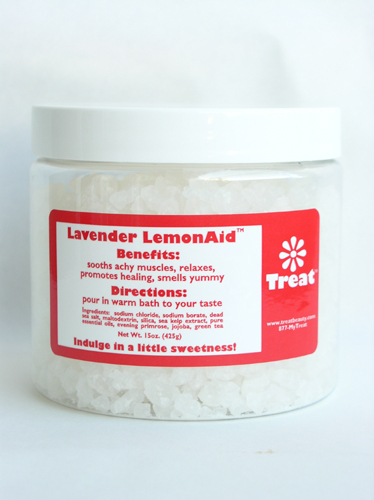 Lavender LemonAid™
Benefits:
sooths achy muscles, relaxes,
promotes healing, smells yummy
Directions:
pour in warm bath to your taste
Ingredients: sodium chloride, sodium borate, dead
sea salt, maltodextrin, silica, sea kelp extract, pure
essential oils, evening primrose, jojoba, green tea
Net Wt. 15oz. (425g)
Indulge in a little sweetness!
Treat
www.treatbeauty.com
877-MyTreat